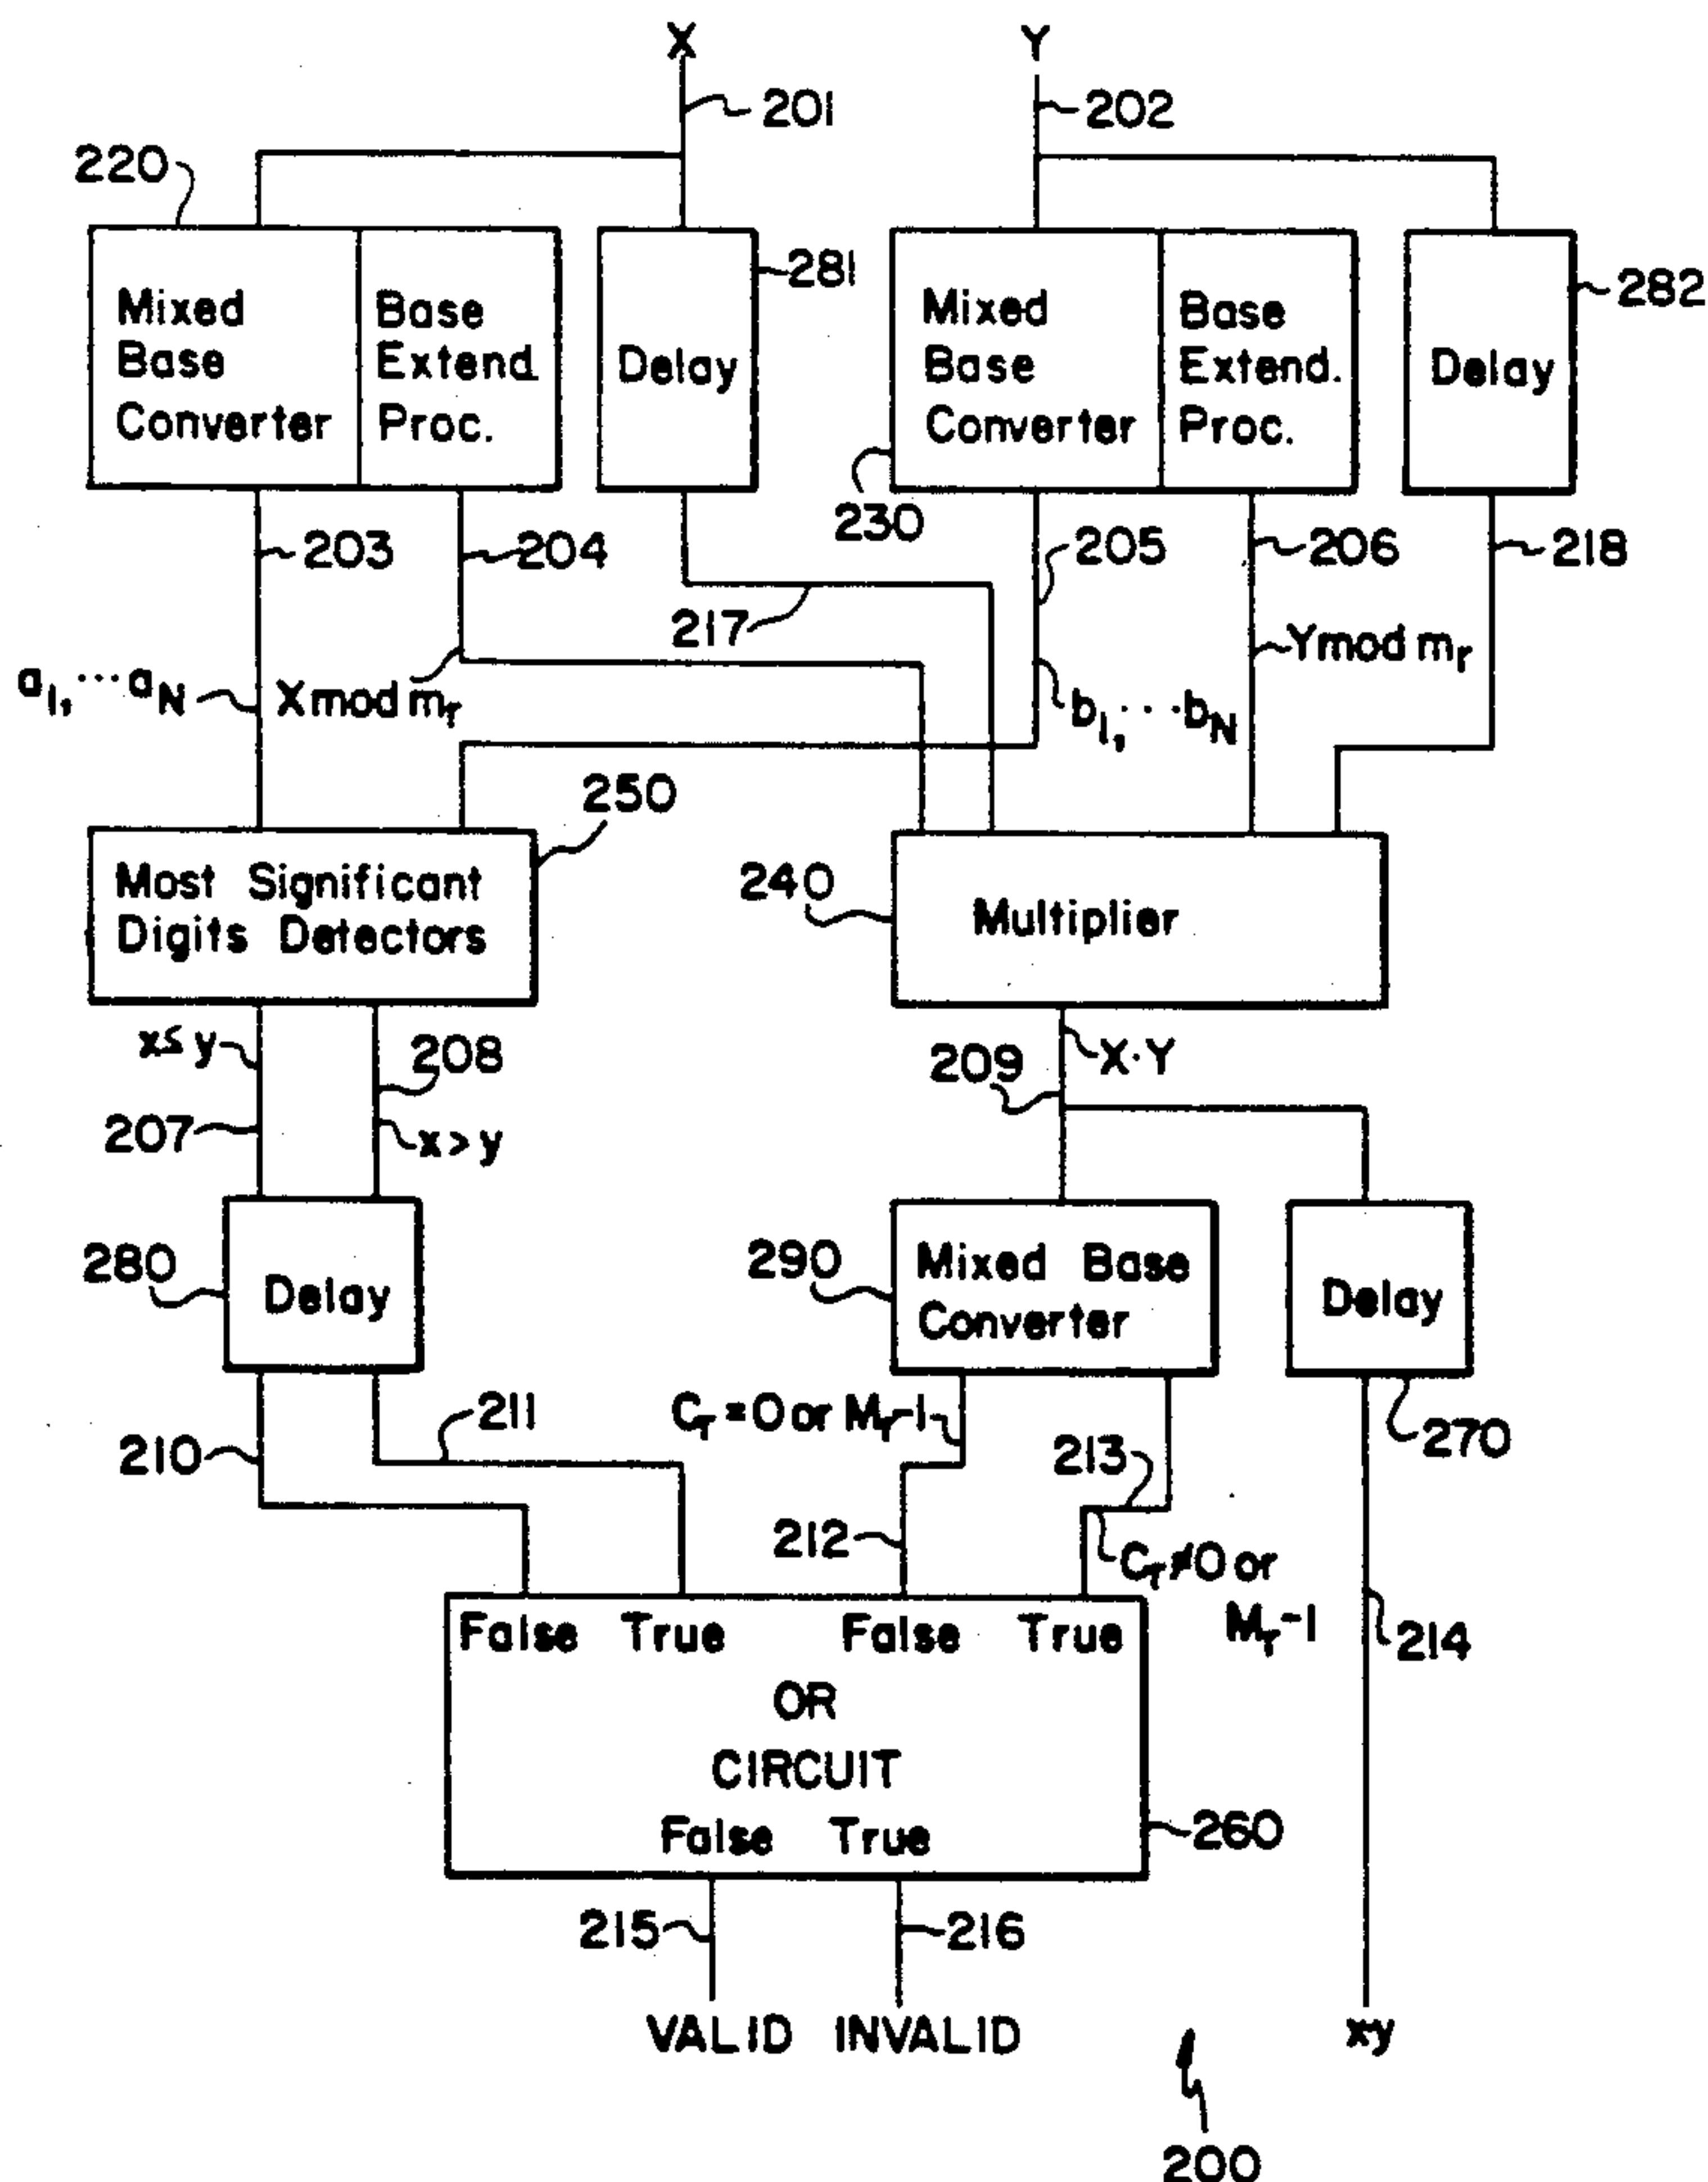 X
Y
201
202
220
281
282
Mixed
Base
Converter
Base
Extend
Proc.
Delay
Mixed
Base
Converter
Base
Extend.
Proc.
Delay
230
203
204
205
206
218
217
a₁,···aN
Xmod mᵣ
b₁,···bN
Ymod mᵣ
250
Most Significant
Digits Detectors
240
Multiplier
x≤y
208
207
x>y
209
X·Y
280
Delay
290
Mixed Base
Converter
Delay
270
210
211
Cᵣ=0 or Mᵣ-1
213
212
Cᵣ≠0 or
Mᵣ-1
214
False True False True
OR
CIRCUIT
False True
260
215
216
VALID INVALID
x·y
200